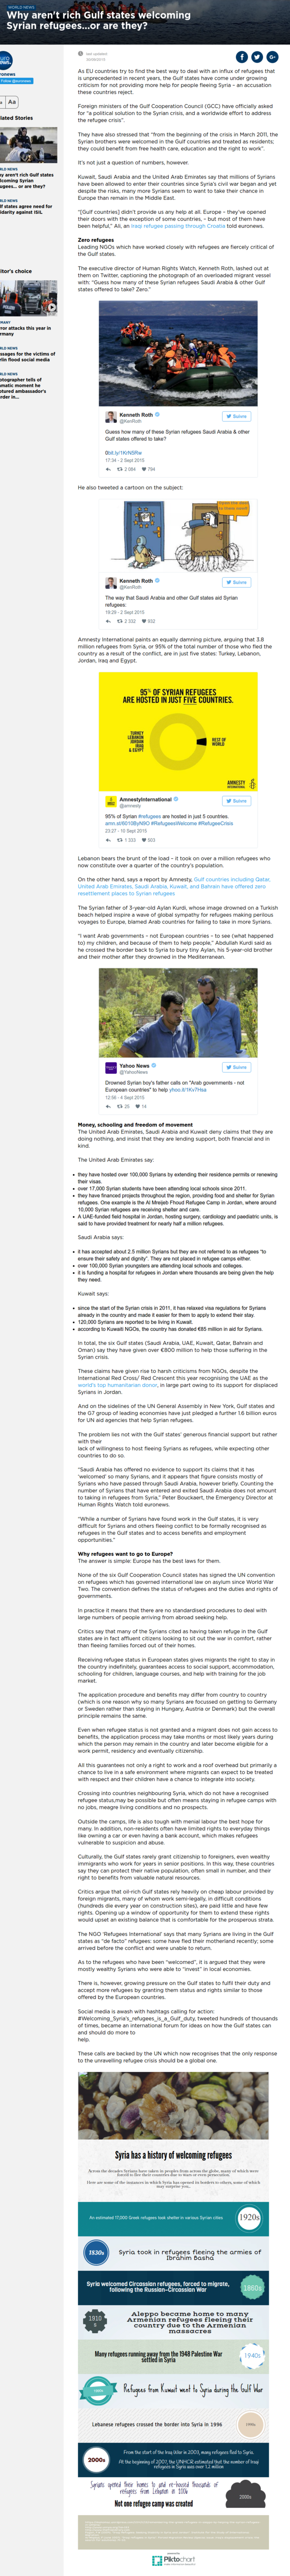 WORLD NEWS
Why aren't rich Gulf states welcoming
Syrian refugees...or are they?
last updated:
As EU countries try to find the best way to deal with an influx of refugees that
is unprecedented in recent years, the Gulf states have come under growing
criticism for not providing extra help for those fleeing Syria – an accusation
these countries reject.
Foreign ministers of the Gulf Cooperation Council (GCC) have officially asked
for "a political solution to the Syrian crisis, and a worldwide effort to address
the refugee crisis".
They have also stressed that "from the beginning of the crisis in March 2011, the
Syrian brothers were welcomed in the Gulf countries; and treated as guests. They
could benefit from free health care, education and the right to work".
It's not just a question of numbers, however.
Kuwait, Saudi Arabia and the United Arab Emirates say that millions of Syrians
have been allowed to enter their countries since Syria's civil war began and yet
despite the risks, many more Syrians want to take their chance in
Europe than remain in the Middle East.
"[Gulf countries] didn't provide us any help at all. Europe – they've opened
their doors with the exception of some countries, – but most of them have
been helpful." Ali, an Iraqi refugee passing through Croatia told euronews.
Zero refugees
Leading NGOs which have worked closely with refugees are fiercely critical of
the Gulf states.
The executive director of Human Rights Watch, Kenneth Roth, lashed out at
them on Twitter, captioning the photo of an overloaded inflatable vessel
with: "Guess how many of these Syrian refugees Saudi Arabia & other Gulf
states offered to take? Zero."
Kenneth Roth
@KenRoth
Guess how many of these Syrian refugees Saudi Arabia & other
Gulf states offered to take?
0bit.ly/1KrN5Rw
17:34 - 2 Sept 2015
2 084 794
He also tweeted a cartoon on the subject:
Kenneth Roth
@KenRoth
The way that Saudi Arabia and other Gulf states aid Syrian
refugees:
16:28 - 2 Sept 2015
2 332 932
Amnesty International paints an equally damning picture, arguing that 3.8
million refugees from Syria, or 95% of the total number of those who fled the
country as a result of the conflict, are in just five states: Turkey, Lebanon,
Jordan, Iraq and Egypt.
95% OF SYRIAN REFUGEES
ARE HOSTED IN JUST FIVE COUNTRIES.
TURKEY
LEBANON
JORDAN
IRAQ
& EGYPT
REST OF
WORLD
AMNESTY
INTERNATIONAL
AmnestyInternational
@amnesty
95% of Syrian #refugees are hosted in just 5 countries.
#RefugeesWelcome #RefugeeCrisis
23:27 - 10 Sept 2015
1 333 503
Lebanon bears the brunt of the load – it took on over a million refugees who
now constitute over a quarter of the country's population.
On the other hand, says a report by Amnesty, Gulf countries including Qatar,
United Arab Emirates, Saudi Arabia, Kuwait, and Bahrain have offered zero
resettlement places to Syrian refugees
The Syrian father of 3-year-old Aylan Kurdi, whose image drowned on a Turkish
beach helped inspire a wave of global sympathy for refugees making perilous
voyages to Europe, blamed Arab countries for failing to take in more Syrians.
"I want Arab governments – not European countries – to see (what happened
to) my children, and because of them to help people," Abdullah Kurdi said as
he crossed the border back to Syria to bury tiny Aylan, his 5-year-old brother
and their mother after they drowned in the Mediterranean.
Yahoo News
@YahooNews
Drowned Syrian boy's father calls on "Arab governments - not
European countries" to help
12:56 - 4 Sept 2015
25 14
Money, schooling and freedom of movement
The United Arab Emirates, Saudi Arabia and Kuwait deny claims that they are
doing nothing, and insist that they are lending support, both financial and in
kind.
The United Arab Emirates say:
they have hosted over 100,000 Syrians by extending their residence permits or renewing
their visas.
over 17,000 Syrian students have been attending local schools since 2011.
they have financed projects throughout the region, providing food and shelter for Syrian
refugees. One example is the Al Mrajeeb Fhoud Refugee Camp in Jordan, where around
10,000 Syrian refugees are receiving shelter and care.
A UAE-funded field hospital in Jordan, hosting surgery, cardiology and paediatric units, is
said to have provided treatment for nearly half a million refugees.
Saudi Arabia says:
it has accepted about 2.5 million Syrians but they are not referred to as refugees "to
ensure their safety and dignity". They are not placed in refugee camps either.
over 100,000 Syrian youngsters are attending local schools and colleges.
it is funding a hospital for refugees in Jordan where thousands are being given the help
they need.
Kuwait says:
since the start of the Syrian crisis in 2011, it has relaxed visa regulations for Syrians
already in the country and made it easier for them to apply to extend their stay.
120,000 Syrians are reported to be living in Kuwait.
according to Kuwaiti NGOs, the country has donated €85 million in aid for Syrians.
In total, the six Gulf states (Saudi Arabia, UAE, Kuwait, Qatar, Bahrain and
Oman) say they have given over €800 million to help those suffering in the
Syrian crisis.
These claims have given rise to harsh criticisms from NGOs, despite the
International Red Cross/ Red Crescent this year recognising the UAE as the
world's top humanitarian donor, in large part owing to its support for displaced
Syrians in Jordan.
And on the sidelines of the UN General Assembly in New York, Gulf states and
the G7 group of leading economies have just pledged a further 1.6 billion euros
for UN aid agencies that help Syrian refugees.
The problem lies not with the Gulf states' generous financial support but rather
with their
lack of willingness to host fleeing Syrians as refugees, while expecting other
countries to do so.
"Saudi Arabia has offered no evidence to support its claims that it has
'welcomed' so many Syrians, and it appears that this figure consists mostly of
Syrians who have passed through Saudi Arabia, however briefly. Counting the
number of Syrians that have entered and exited Saudi Arabia does not amount
to taking in refugees from Syria." Peter Bouckaert, the Emergency Director at
Human Rights Watch told euronews.
"While a number of Syrians have found work in the Gulf states, it is very
difficult for Syrians and others fleeing conflict to be formally recognised as
refugees in the Gulf states and to access benefits and employment
opportunities."
Why refugees want to go to Europe?
The answer is simple: Europe has the best laws for them.
None of the six Gulf Cooperation Council states has signed the UN convention
on refugees which has governed international law on asylum since World War
Two. The convention defines the status of refugees and the duties and rights of
governments.
In practice it means that there are no standardised procedures to deal with
large numbers of people arriving from abroad seeking help.
Critics say that many of the Syrians cited as having taken refuge in the Gulf
states are in fact affluent citizens looking to sit out the war in comfort, rather
than fleeing families fearful of their homes.
Receiving refugee status in European states gives migrants the right to stay in
the country indefinitely, guarantees access to social support, accommodation,
schooling for children, language courses, and help with training for the job
market.
The application procedure and benefits may differ from country to country
(which is one reason why so many Syrians are focussed on getting to Germany
or Sweden rather than staying in Hungary, Austria or Denmark) but the overall
program remains the same.
Even when refugee status is not granted and a migrant does not gain access to
benefits, the application process may take months or most likely years during
which the person may remain in the country and later become eligible for a
work permit, residency and eventually citizenship.
All this guarantees not only a right to work and a roof overhead but primarily a
chance to live in a country where migrants can expect to be treated
with respect and their children have a chance to integrate into society.
Crossing into countries neighbouring Syria, which do not have a recognised
refugee status,may be possible but often means staying in refugee camps with
no jobs, meagre living conditions and no prospects.
Outside the camps, life is also tough with menial labour the best hope for
many. In addition, non-residents often have limited rights to everyday things
like owning a car or even having a bank account, which makes refugees
vulnerable to suspicion and abuse.
Culturally, the Gulf states rarely grant citizenship to foreigners, even wealthy
immigrants who work for years in senior positions. In this way, these countries
say they can protect their population, often small in number, and their
right to benefits from valuable natural resources.
Critics argue that oil-rich Gulf states rely heavily on cheap labour provided by
foreign migrants, many of whom work semi-legally, in difficult conditions
(hundreds die every year on construction sites), are paid little and have few
rights. Opening up a window of opportunity for them to extend these rights
would upset an existing balance that is comfortable for the prosperous strata.
The NGO 'Refugees International' says that many Syrians are living in the Gulf
states as "de facto" refugees: some have fled their motherland recently; some
arrived before the conflict and were unable to return.
As to the refugees who have been "welcomed", it is argued that they were
mostly wealthy Syrians who were able to "invest" in local economies.
There is, however, growing pressure on the Gulf states to fulfil their duty and
accept more refugees by granting them status and rights similar to those
offered by the European countries.
Social media is awash with hashtags calling for action:
#Welcoming_Syria's_refugees_is_a_Gulf_duty, tweeted hundreds of thousands
of times, became an international forum for ideas on how the Gulf states can
and should do more to
help.
These calls are backed by the UN which now recognises that the only response
to the unravelling refugee crisis should be a global one.
Syria has a history of welcoming refugees
An estimated 17,000 Greek refugees took shelter in various Syrian cities
1920s
1830s
Syria took in refugees fleeing the armies of
Ibrahim Basha
Syria welcomed Circassian refugees, forced to migrate,
following the Russian-Circassian War
1860s
Aleppo became home to many
Armenian refugees fleeing their
country due to the Armenian
massacres
Many refugees running away from the 1948 Palestine War
settled in Syria
1940s
Refugees from Kuwait went to Syria during the Gulf War
Lebanese refugees crossed the border into Syria in 1996
2000s
From the start of the Iraq War in 2003, many refugees fled to Syria.
At the beginning of 2007, the UNHCR estimated that the number of Iraqi
refugees in Syria was over 1.2 million
Syrians opened their homes to and re-housed thousands of
refugees from Lebanon in 2006
Not one refugee camp was created
2000s
Piktochart